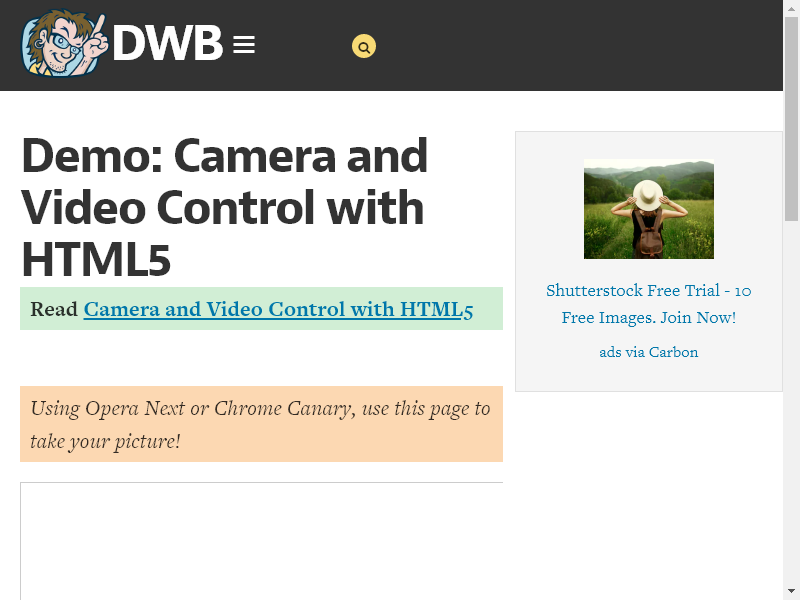 DWB
Demo: Camera and
Video Control with
HTML5
Read Camera and Video Control with HTML5
Using Opera Next or Chrome Canary, use this page to
take your picture!
Shutterstock Free Trial - 10
Free Images. Join Now!
ads via Carbon